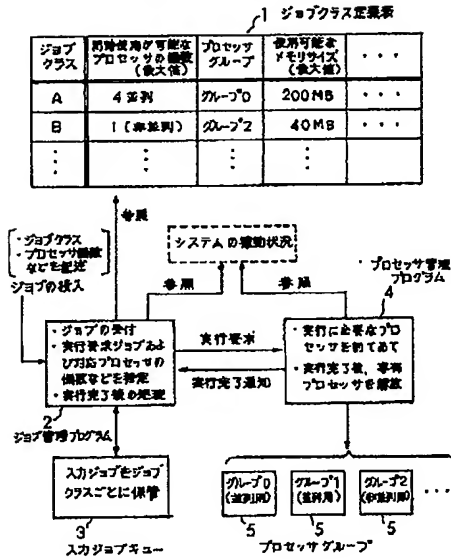 1 ジョブクラス定義表
ジョブ
クラス
同時使用が可能な
プロセッサの個数
(最大値)
プロセッサ
グループ
使用可能な
メモリサイズ
(最大値)
・・・
A
4並列
グループ0
200MB
・・・
B
1(非並列)
グループ2
40MB
・・・
参照
・ジョブクラス
・プロセッサ個数
などを記述
ジョブの投入
システムの稼動状況
参照
参照
プロセッサ管理
プログラム
4
・ジョブの受付
・実行要求ジョブおよ
び対応プロセッサの
個数などを特定
・実行完了後の処理
実行要求
実行完了通知
・実行に必要なプロ
セッサを割てあて
・実行完了後、専有
プロセッサを解放
2
ジョブ管理プログラム
入力ジョブをジョブ
クラスごとに保管
3
入力ジョブキュー
グループ0
(並列用)
グループ1
(並列用)
グループ2
(非並列用)
・・・
5
5
5
プロセッサグループ